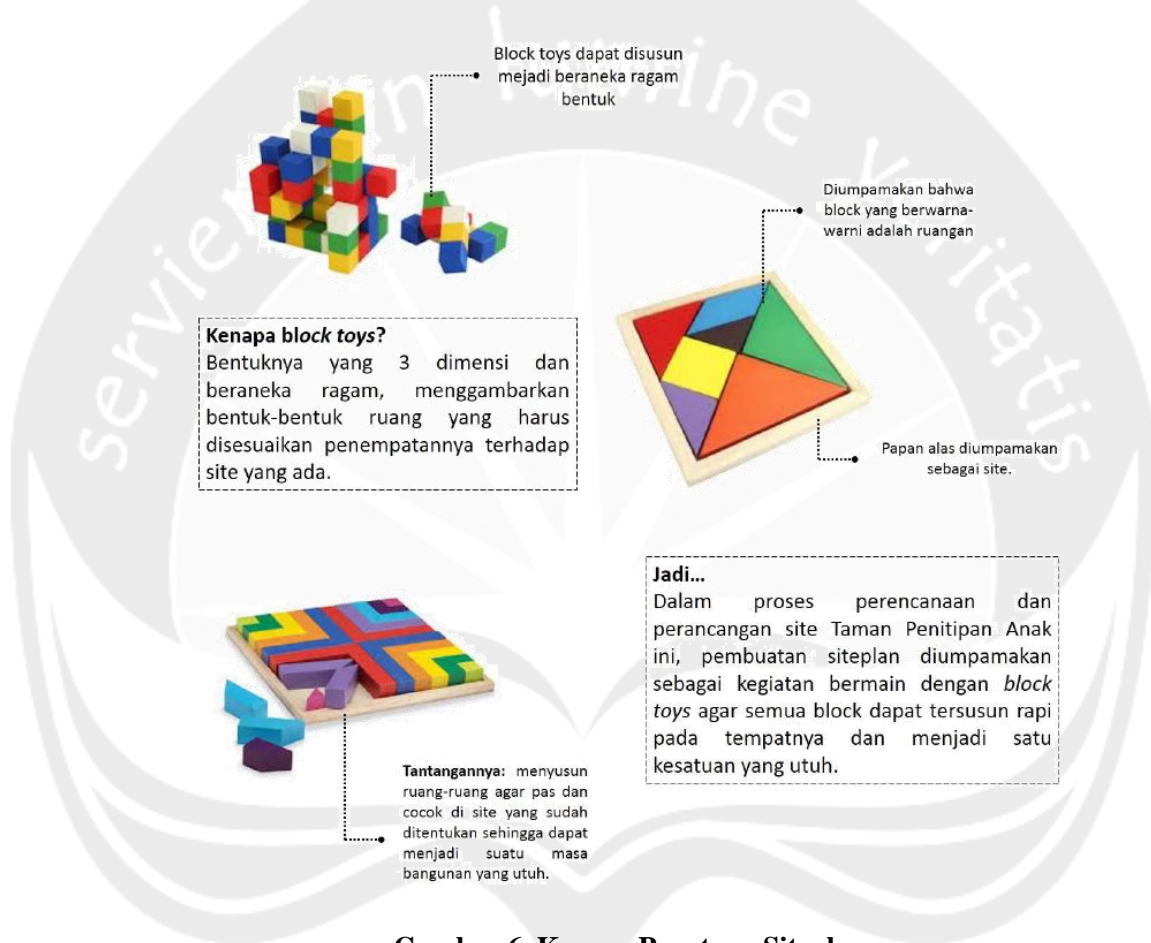 serviens in lumine veritatis
Block toys dapat disusun
mejadi beraneka ragam
bentuk
Diumpamakan bahwa
block yang berwarna-
warni adalah ruangan
Kenapa block toys?
Bentuknya yang 3 dimensi dan
beraneka ragam, menggambarkan
bentuk-bentuk ruang yang harus
disesuaikan penempatannya terhadap
site yang ada.
Papan alas diumpamakan
sebagai site.
Jadi...
Dalam proses perencanaan dan
perancangan site Taman Penitipan Anak
ini, pembuatan siteplan diumpamakan
sebagai kegiatan bermain dengan block
toys agar semua block dapat tersusun rapi
pada tempatnya dan menjadi satu
kesatuan yang utuh.
Tantangannya: menyusun
ruang-ruang agar pas dan
cocok di site yang sudah
ditentukan sehingga dapat
menjadi suatu masa
bangunan yang utuh.